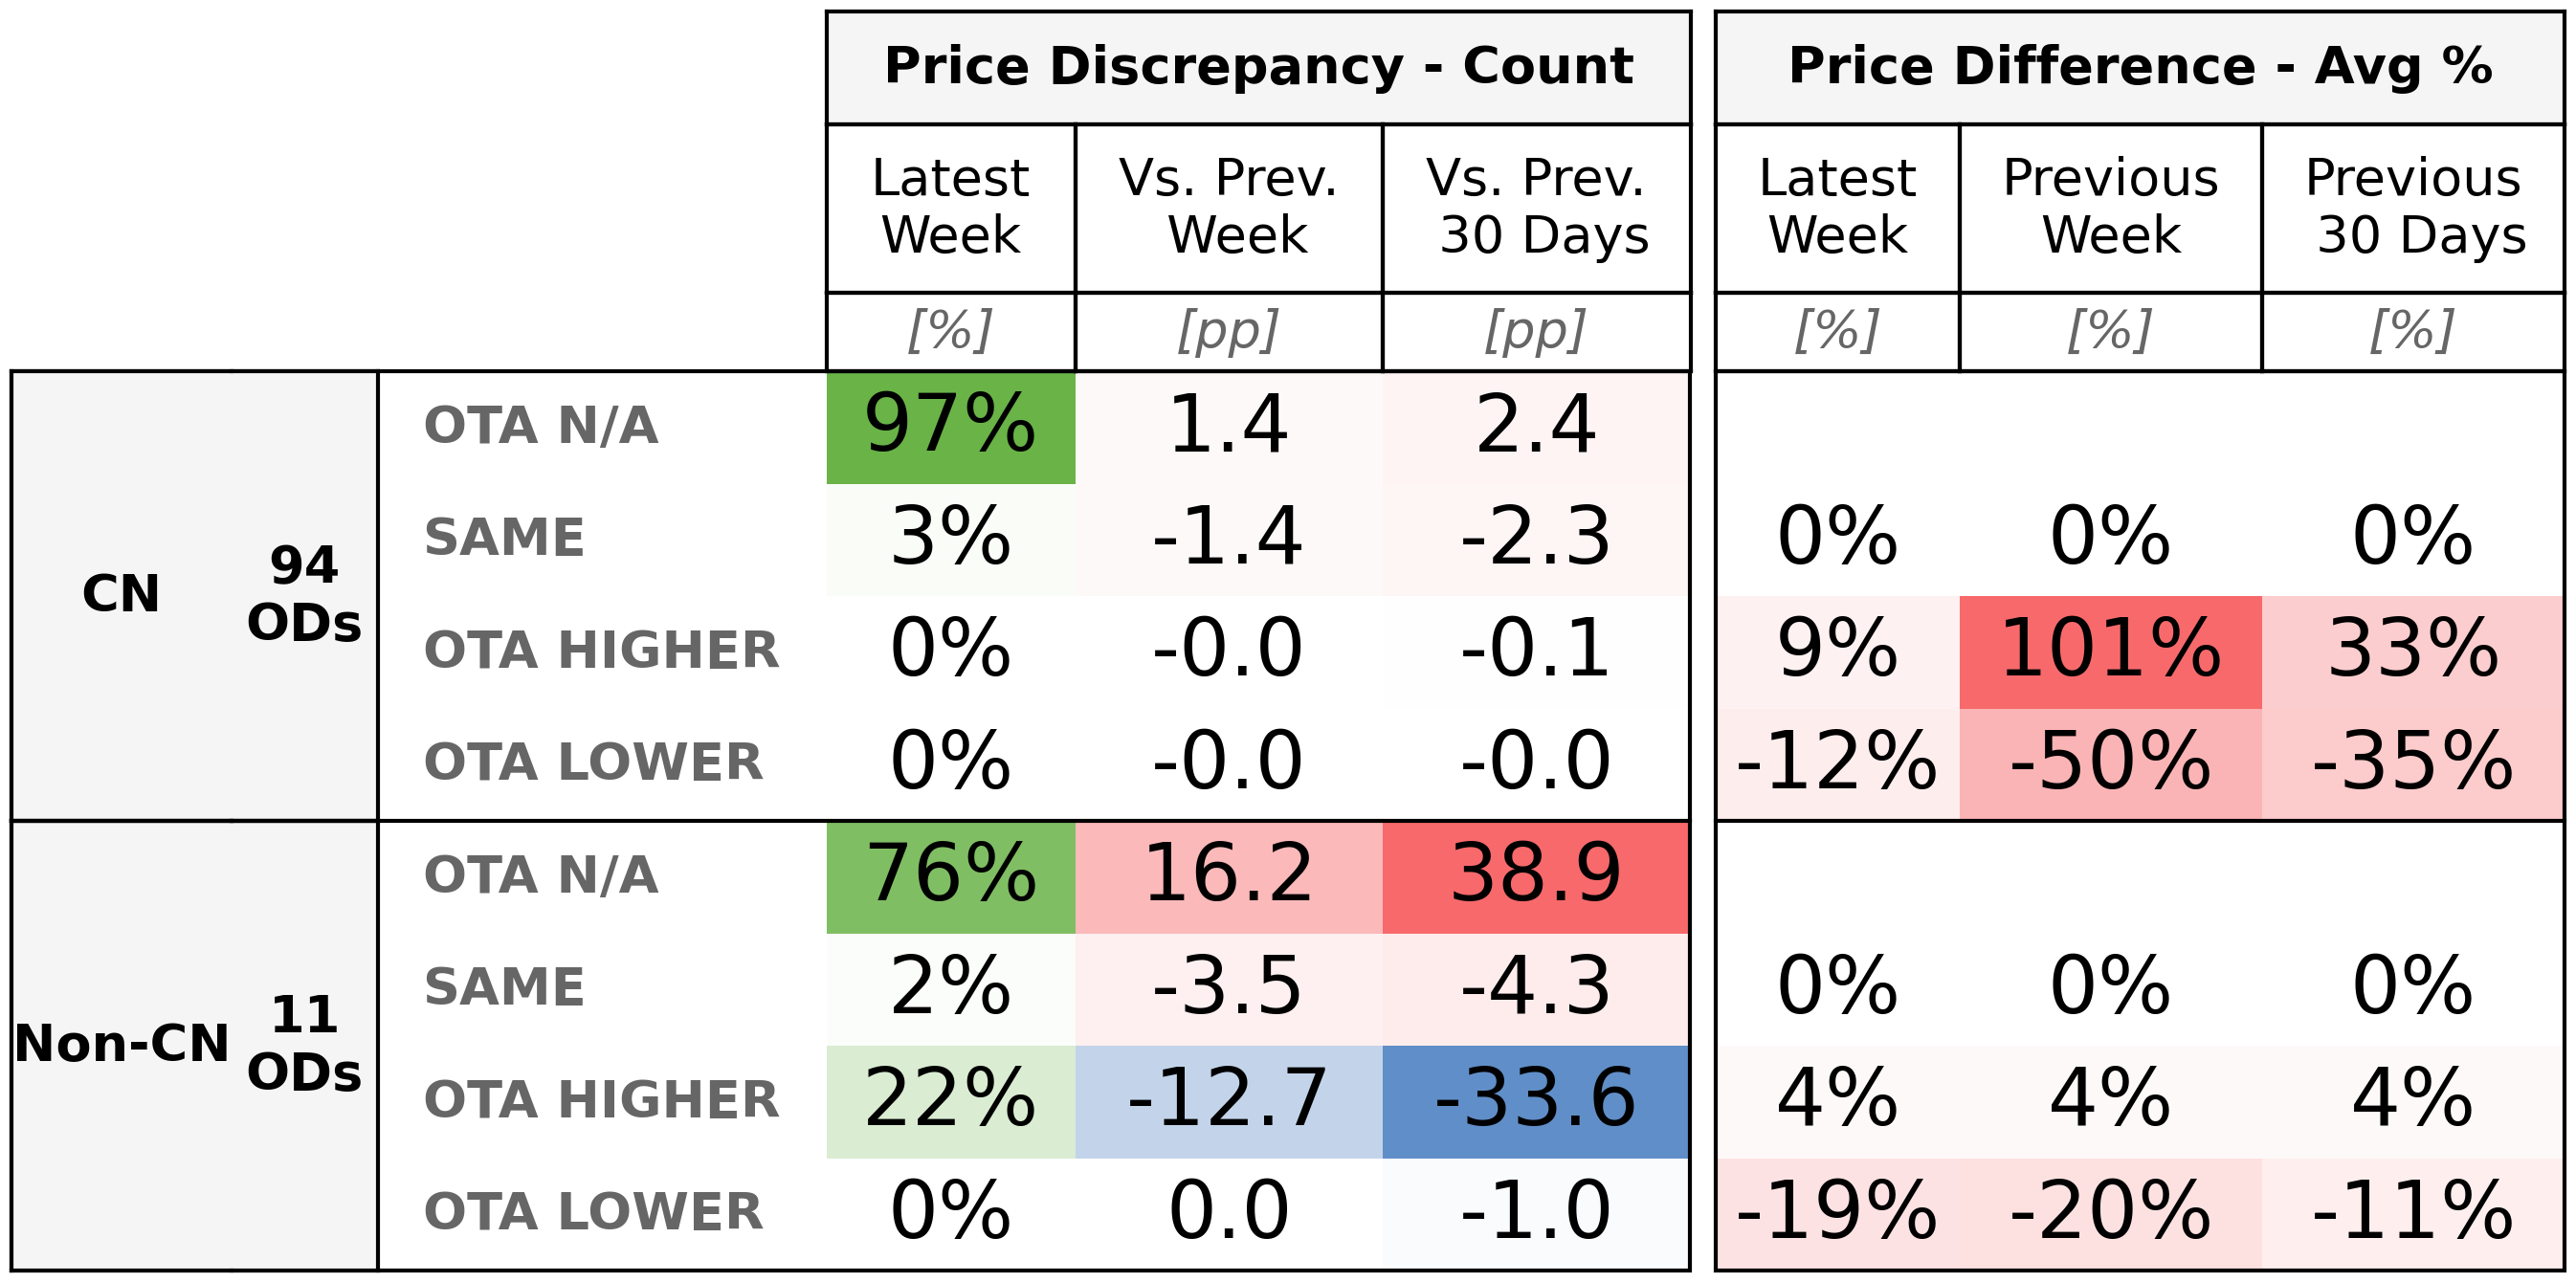 Price Discrepancy - Count Price Difference - Avg %
Latest Week Vs. Prev. Week Vs. Prev. 30 Days Latest Week Previous Week Previous 30 Days
[%] [pp] [pp] [%] [%] [%]
CN 94 ODs
OTA N/A 97% 1.4 2.4
SAME 3% -1.4 -2.3 0% 0% 0%
OTA HIGHER 0% -0.0 -0.1 9% 101% 33%
OTA LOWER 0% -0.0 -0.0 -12% -50% -35%
Non-CN 11 ODs
OTA N/A 76% 16.2 38.9
SAME 2% -3.5 -4.3 0% 0% 0%
OTA HIGHER 22% -12.7 -33.6 4% 4% 4%
OTA LOWER 0% 0.0 -1.0 -19% -20% -11%